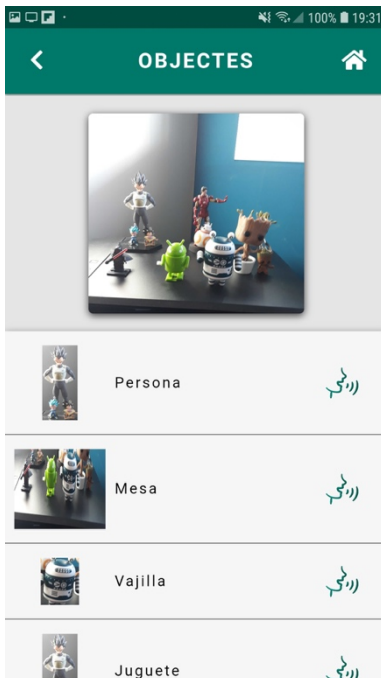 100% 19:31
OBJECTES
Persona
Mesa
Vajilla
Juguete